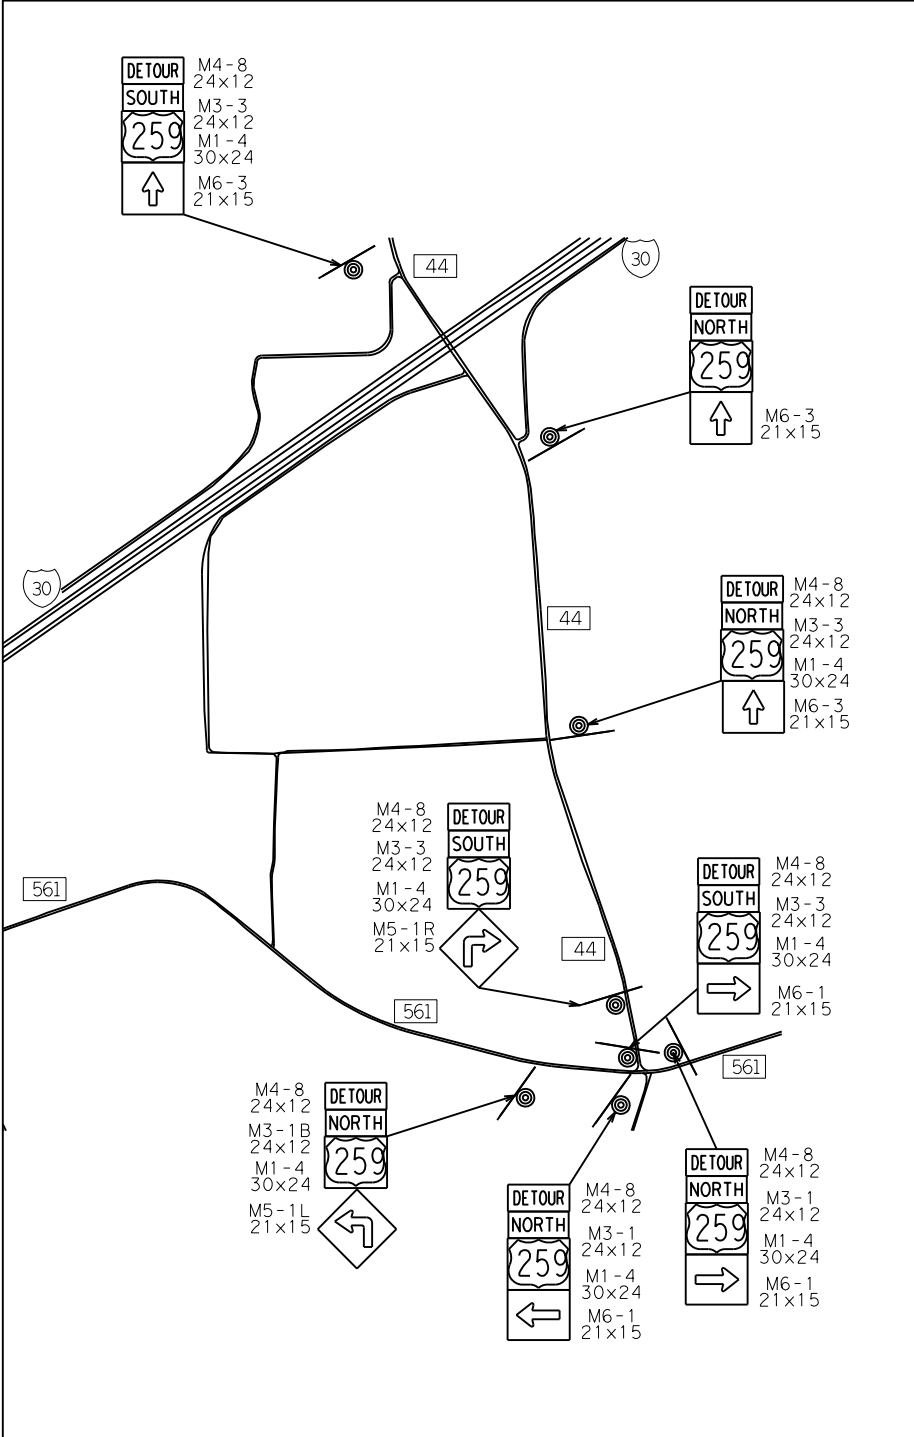 DETOUR
SOUTH
259
M4-8
24x12
M3-3
24x12
M1-4
30x24
M6-3
21x15
44
30
DETOUR
NORTH
259
M6-3
21x15
30
44
DETOUR
NORTH
259
M4-8
24x12
M3-3
24x12
M1-4
30x24
M6-3
21x15
M4-8
24x12
M3-3
24x12
M1-4
30x24
M5-1R
21x15
DETOUR
SOUTH
259
561
44
561
DETOUR
SOUTH
259
M4-8
24x12
M3-3
24x12
M1-4
30x24
M6-1
21x15
561
M4-8
24x12
M3-1B
24x12
M1-4
30x24
M5-1L
21x15
DETOUR
NORTH
259
DETOUR
NORTH
259
M4-8
24x12
M3-1
24x12
M1-4
30x24
M6-1
21x15
DETOUR
NORTH
259
M4-8
24x12
M3-1
24x12
M1-4
30x24
M6-1
21x15